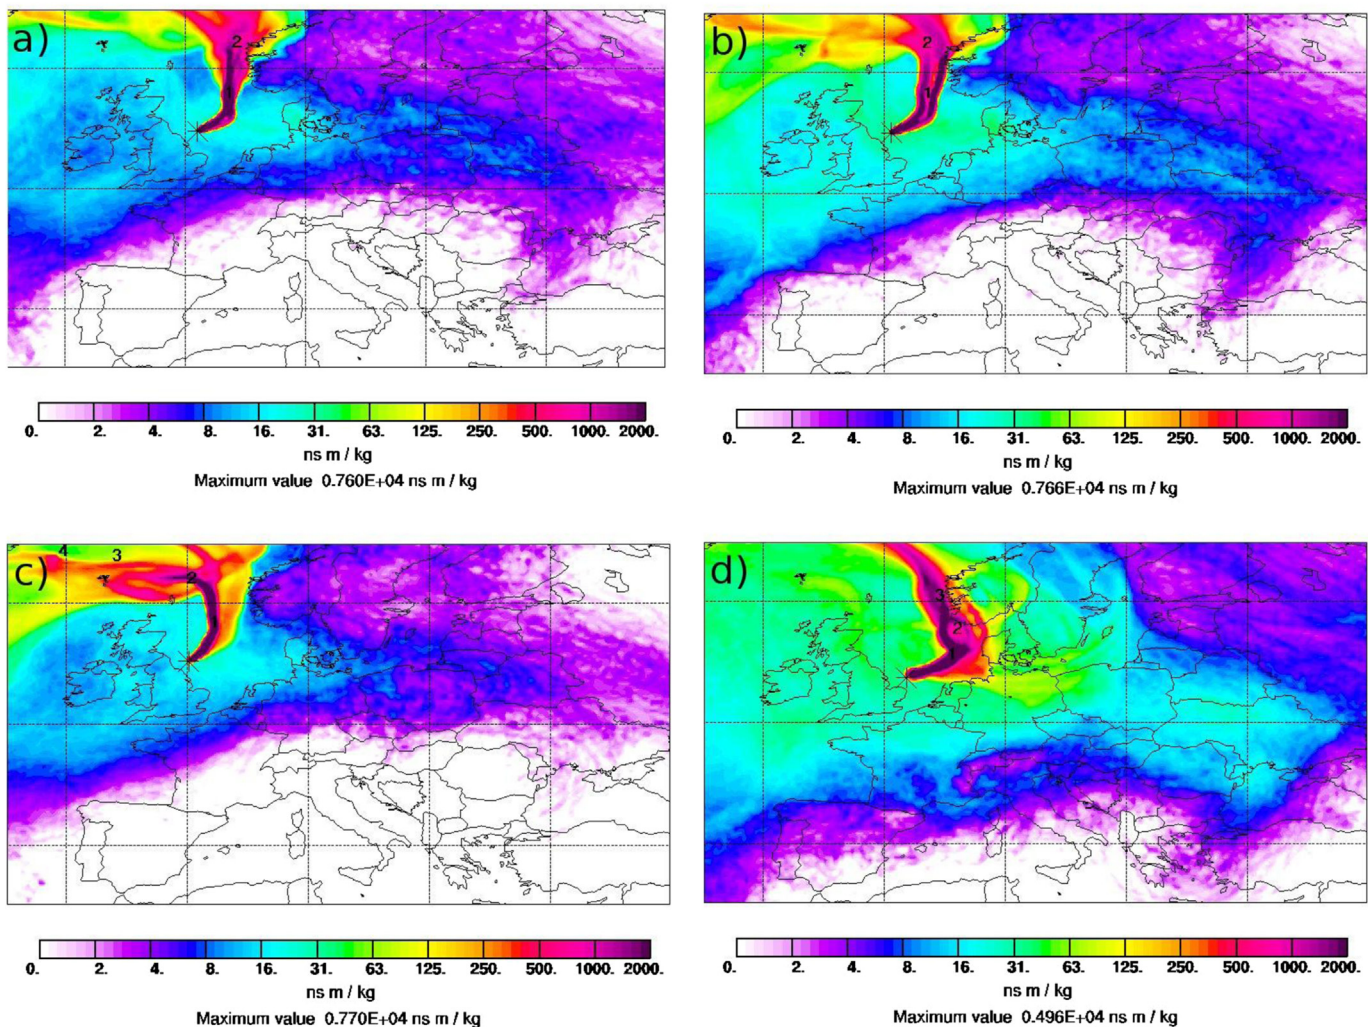 a)
2
1
0. 2. 4. 8. 16. 31. 63. 125. 250. 500. 1000. 2000.
ns m / kg
Maximum value 0.760E+04 ns m / kg
b)
2
1
0. 2. 4. 8. 16. 31. 63. 125. 250. 500. 1000. 2000.
ns m / kg
Maximum value 0.766E+04 ns m / kg
c)
4 3
2
1
0. 2. 4. 8. 16. 31. 63. 125. 250. 500. 1000. 2000.
ns m / kg
Maximum value 0.770E+04 ns m / kg
d)
3
2
1
0. 2. 4. 8. 16. 31. 63. 125. 250. 500. 1000. 2000.
ns m / kg
Maximum value 0.496E+04 ns m / kg